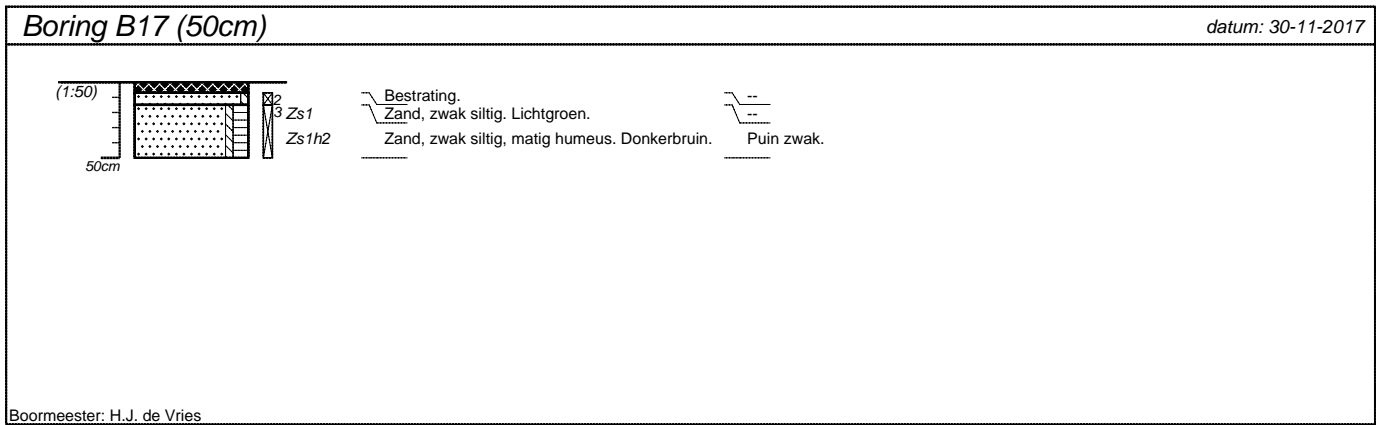 Boring B17 (50cm)
datum: 30-11-2017
(1:50)
2
Bestrating.
--
3
Zs1
Zand, zwak siltig. Lichtgroen.
--
Zs1h2
Zand, zwak siltig, matig humeus. Donkerbruin.
Puin zwak.
50cm
Boormeester: H.J. de Vries